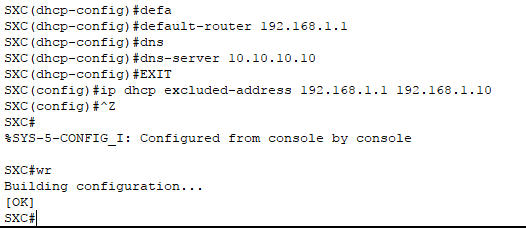 SXC(dhcp-config)#defa
SXC(dhcp-config)#default-router 192.168.1.1
SXC(dhcp-config)#dns
SXC(dhcp-config)#dns-server 10.10.10.10
SXC(dhcp-config)#EXIT
SXC(config)#ip dhcp excluded-address 192.168.1.1 192.168.1.10
SXC(config)#^Z
SXC#
%SYS-5-CONFIG_I: Configured from console by console
SXC#wr
Building configuration...
[OK]
SXC#